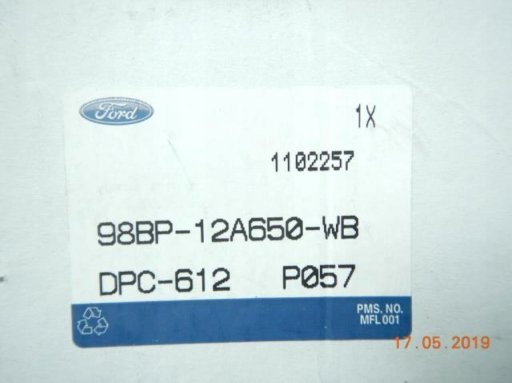 Ford
1X
1102257
98BP-12A650-WB
DPC-612 P057
PMS. NO.
MFL001
17.05.2019